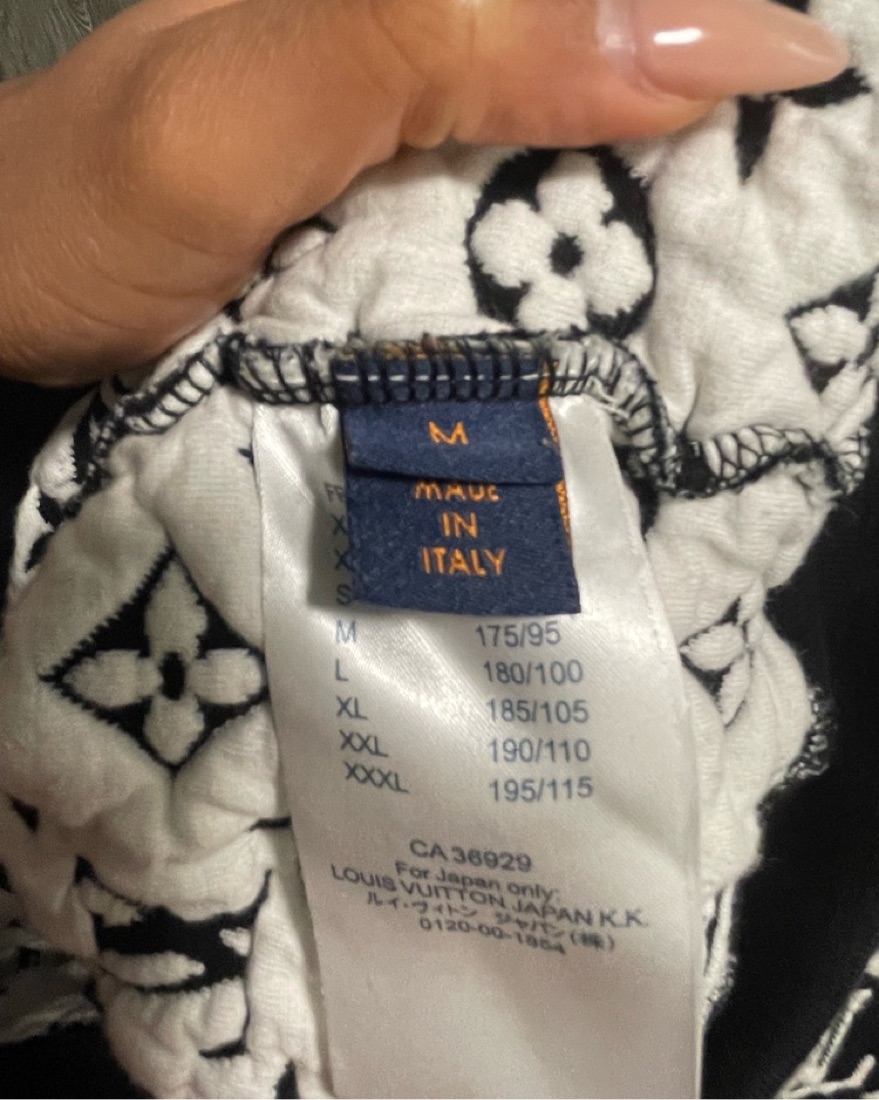 M
MADE
IN
ITALY
FR
X
X
S
M 175/95
L 180/100
XL 185/105
XXL 190/110
XXXL 195/115
CA 36929
For Japan only:
LOUIS VUITTON JAPAN K.K.
ルイ・ヴィトン ジャパン(株)
0120-00-1854